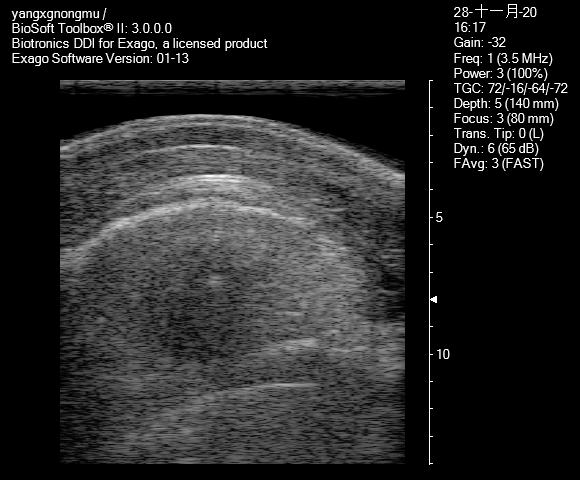 yangxgnongmu /
BioSoft Toolbox® II: 3.0.0.0
Biotronics DDI for Exago, a licensed product
Exago Software Version: 01-13
28-十一月-20
16:17
Gain: -32
Freq: 1 (3.5 MHz)
Power: 3 (100%)
TGC: 72/-16/-64/-72
Depth: 5 (140 mm)
Focus: 3 (80 mm)
Trans. Tip: 0 (L)
Dyn.: 6 (65 dB)
FAvg: 3 (FAST)
5
10